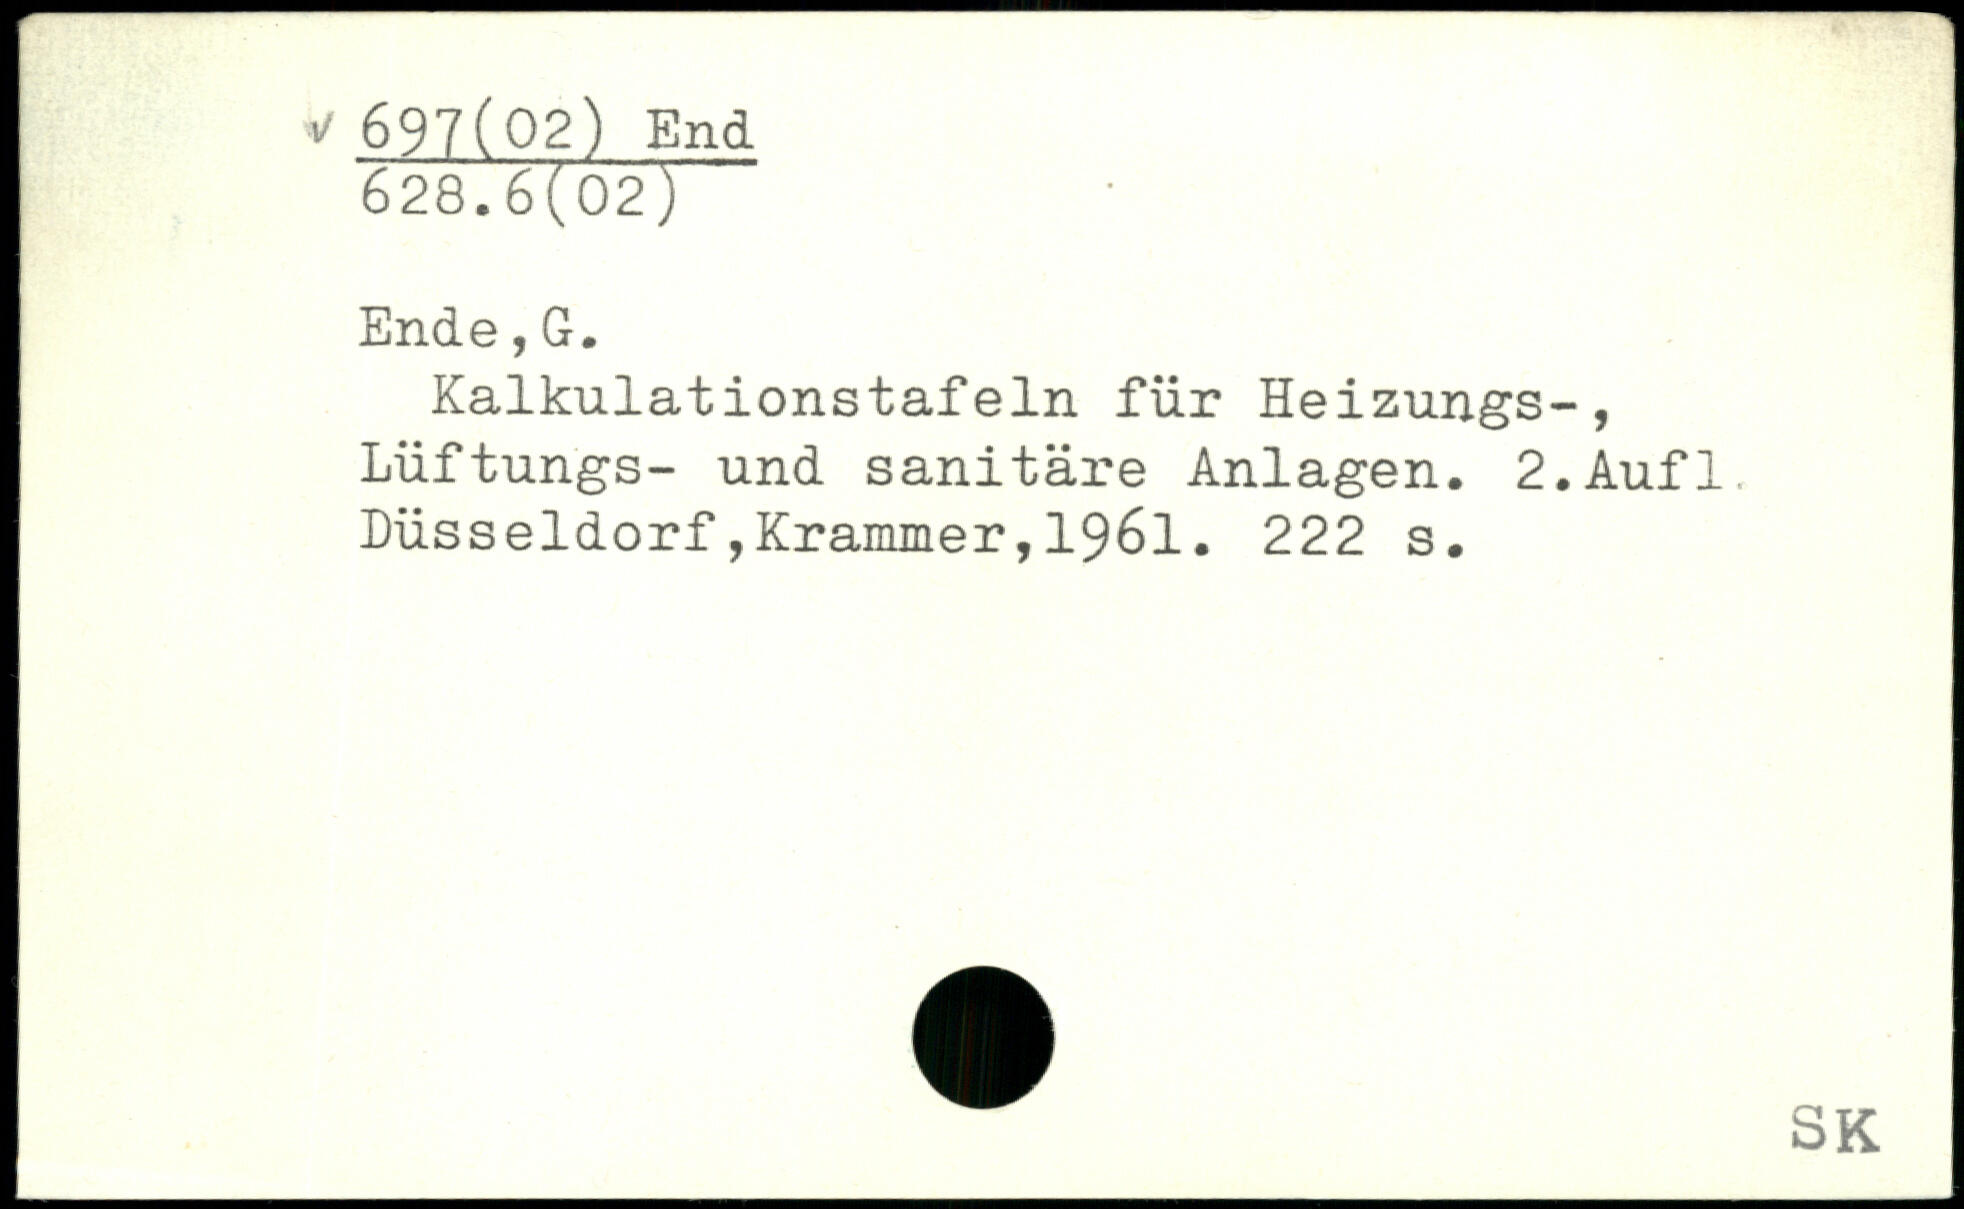 v 697(02) End
628.6(02)
Ende,G.
Kalkulationstafeln für Heizungs-,
Lüftungs- und sanitäre Anlagen. 2.Aufl.
Düsseldorf,Krammer,1961. 222 s.
SK